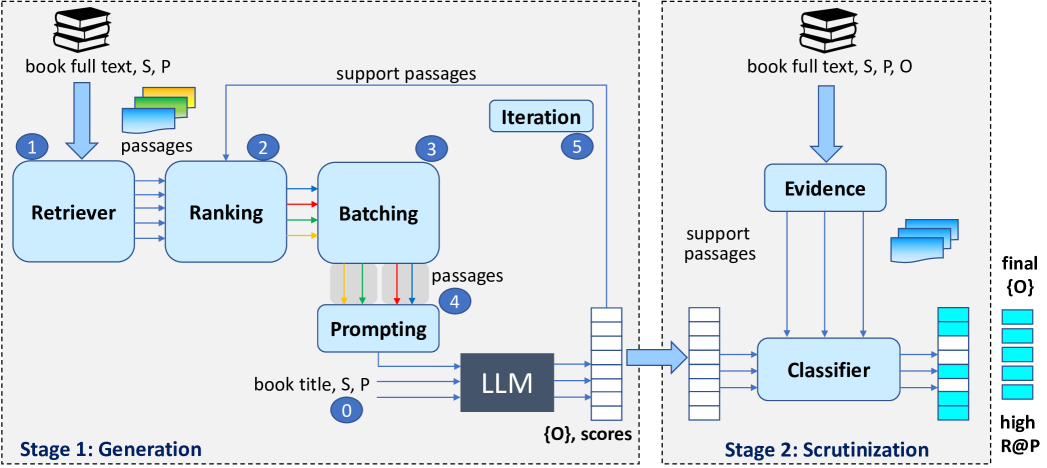 book full text, S, P
passages
support passages
Iteration
5
1
2
3
Retriever
Ranking
Batching
passages
4
Prompting
book title, S, P
0
LLM
{O}, scores
Stage 1: Generation
book full text, S, P, O
Evidence
support
passages
Classifier
final
{O}
high
R@P
Stage 2: Scrutinization